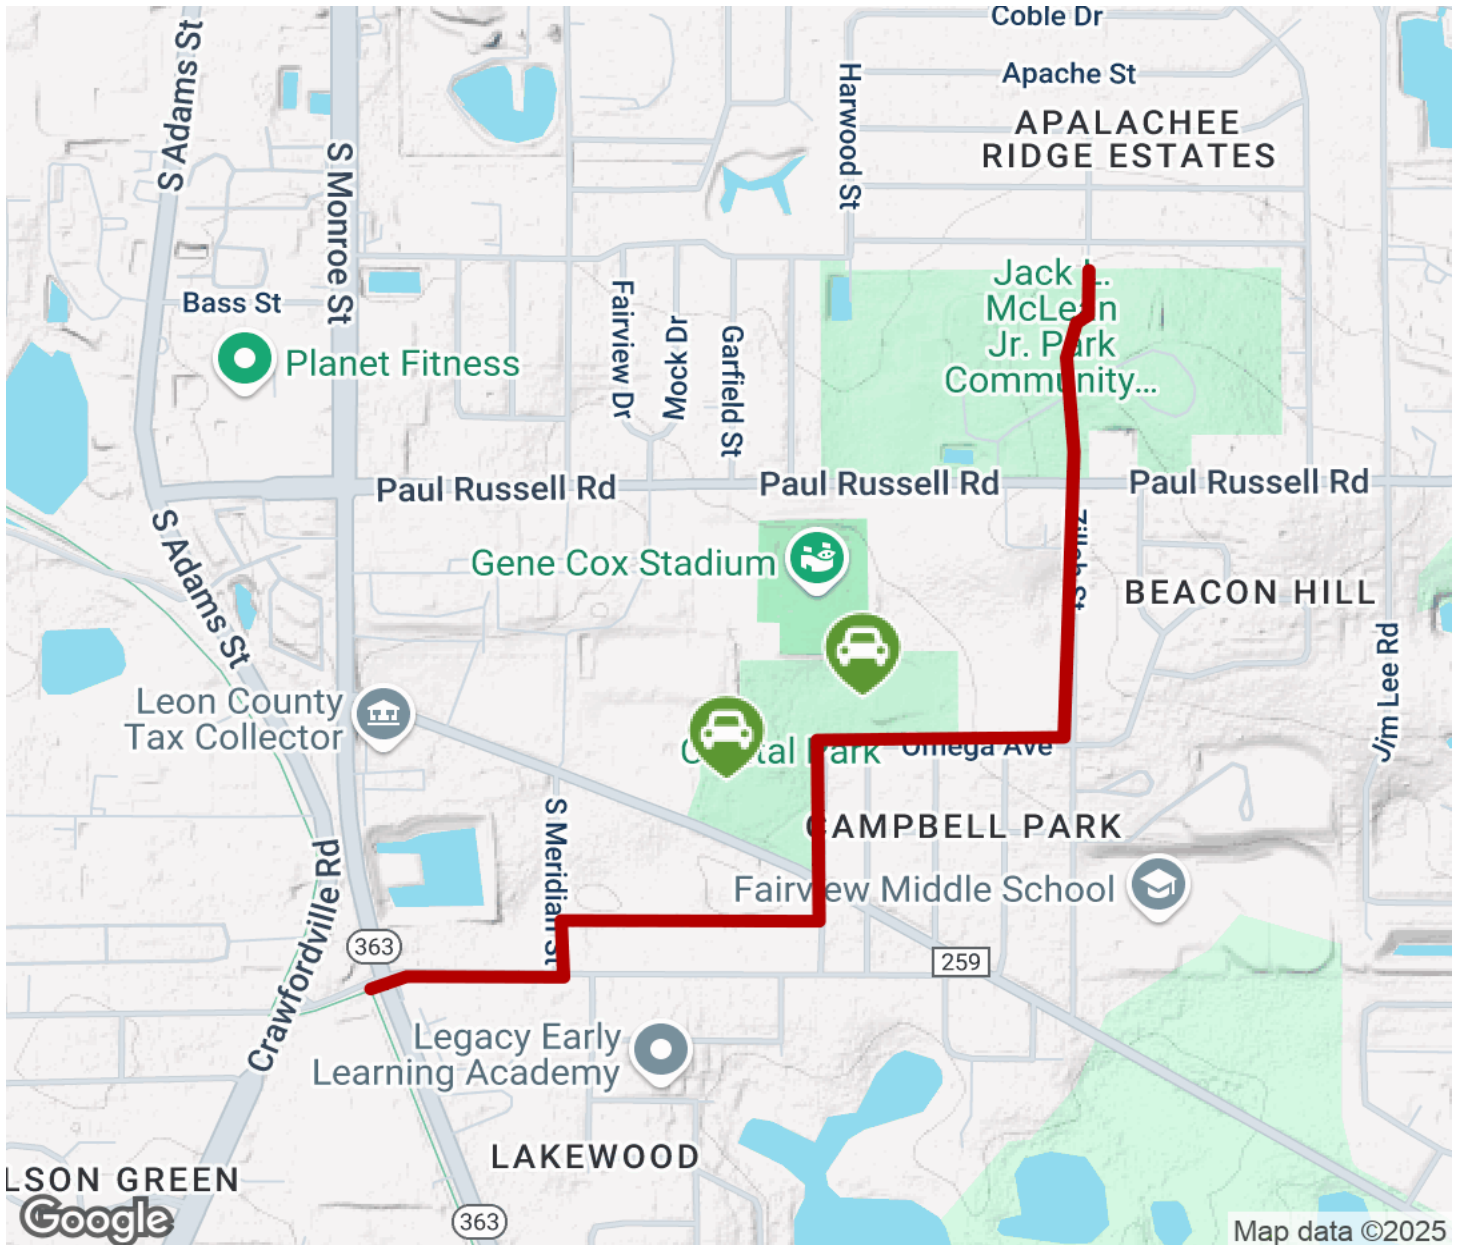 Coble Dr
Apache St
APALACHEE
RIDGE ESTATES
S Adams St
S Monroe St
Harwood St
Jack L.
McLean
Jr. Park
Community...
Bass St
Planet Fitness
Fairview Dr
Mock Dr
Garfield St
Paul Russell Rd
Paul Russell Rd
Paul Russell Rd
Gene Cox Stadium
Zillah St
BEACON HILL
S Adams St
Jim Lee Rd
Leon County
Tax Collector
Park
Omega Ave
S Meridian St
CAMPBELL PARK
Crawfordville Rd
Fairview Middle School
363
259
Legacy Early
Learning Academy
LAKEWOOD
LSON GREEN
363
Google
Map data ©2025